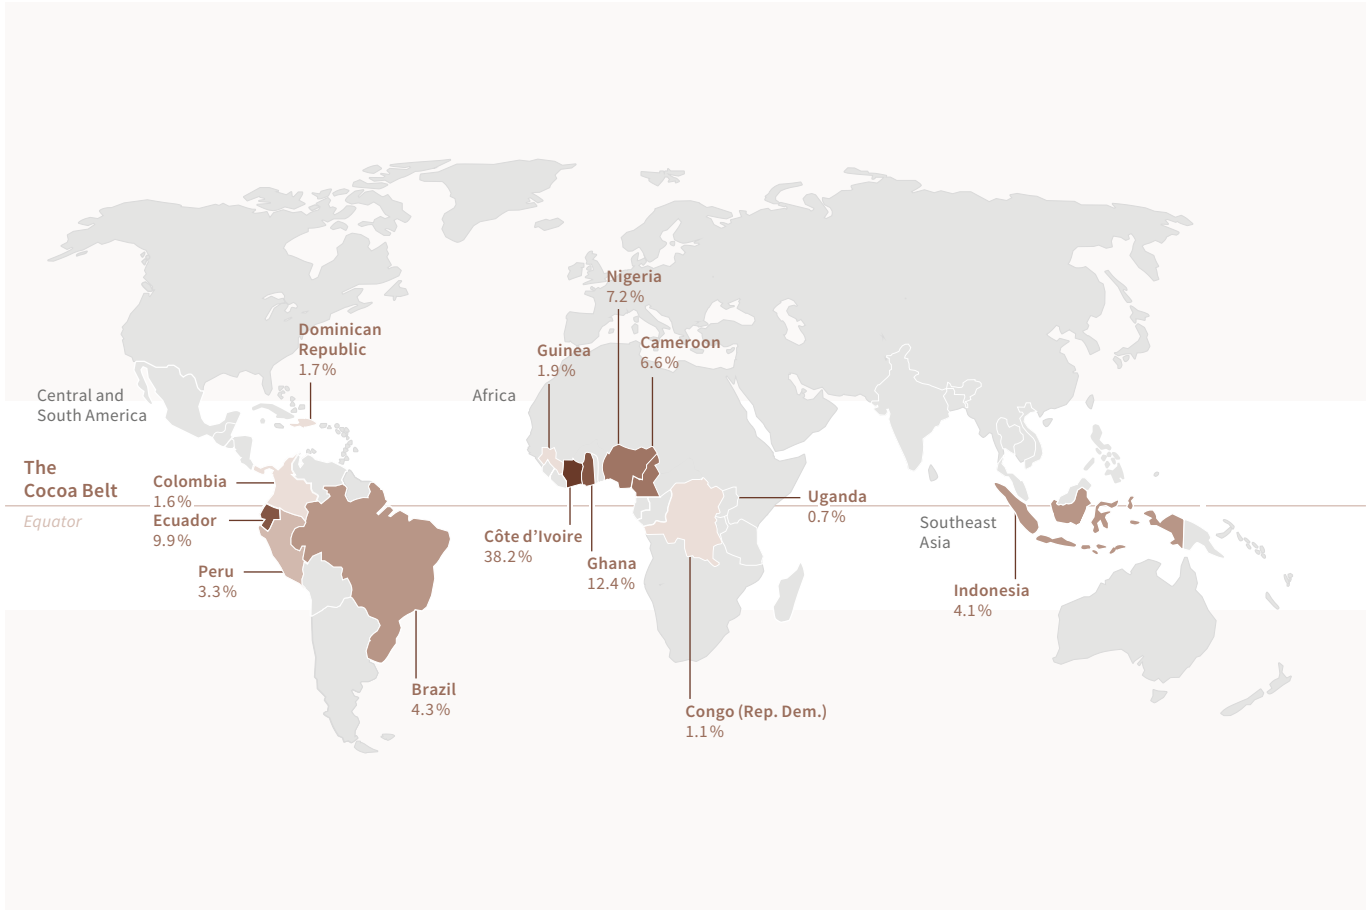 Nigeria
7.2 %
Dominican
Republic
1.7 %
Guinea
1.9 %
Cameroon
6.6 %
Central and
South America
Africa
The
Cocoa Belt
Equator
Colombia
1.6 %
Ecuador
9.9 %
Peru
3.3 %
Brazil
4.3 %
Côte d’Ivoire
38.2 %
Ghana
12.4 %
Uganda
0.7 %
Congo (Rep. Dem.)
1.1 %
Southeast
Asia
Indonesia
4.1 %